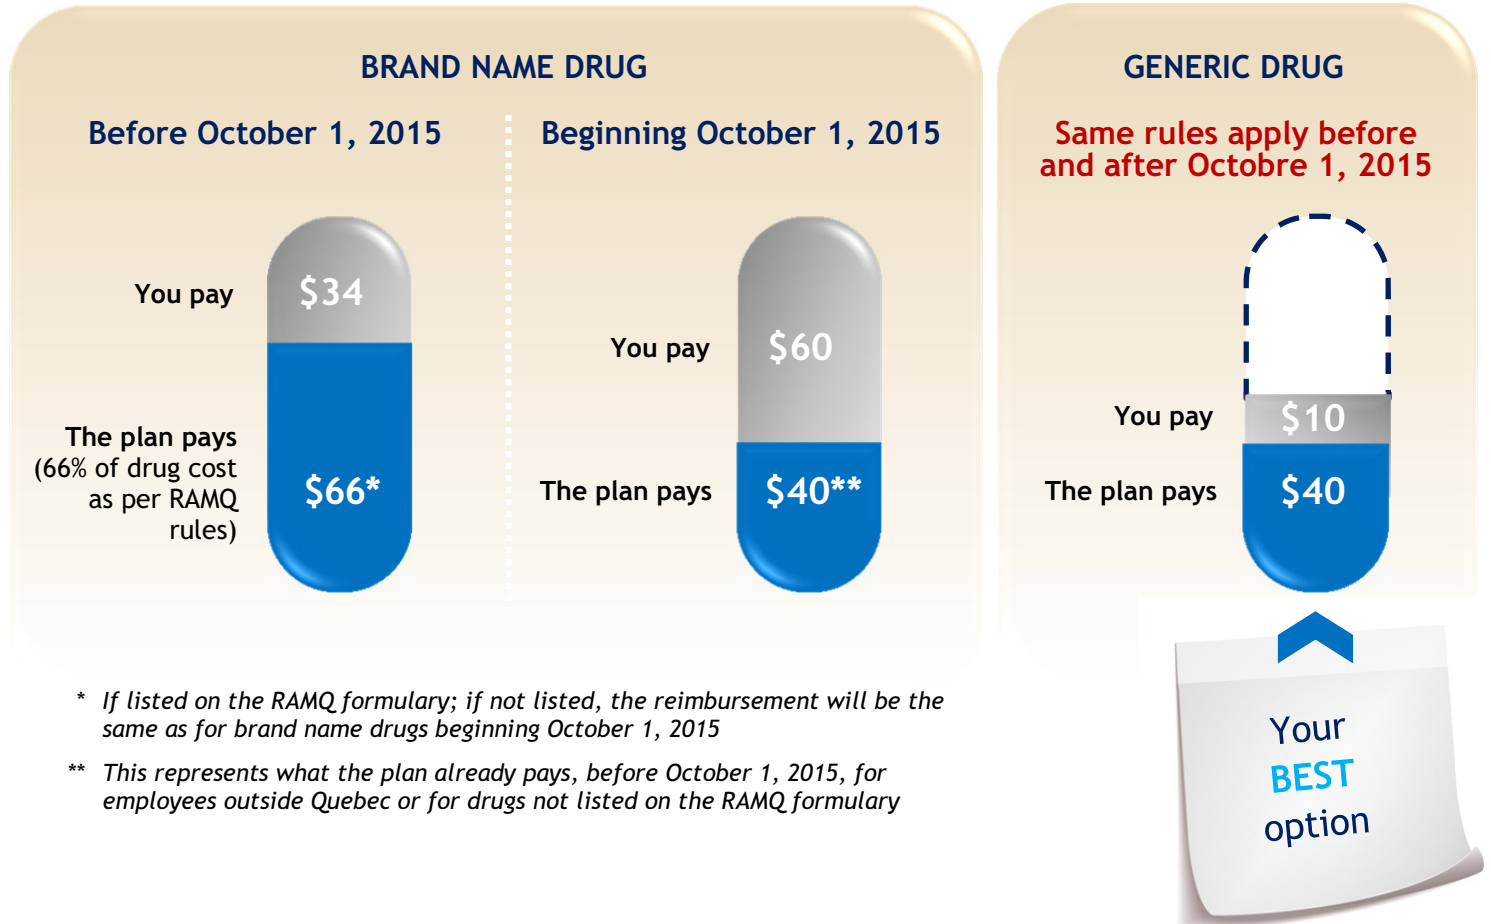 BRAND NAME DRUG
Before October 1, 2015
You pay
$34
The plan pays
(66% of drug cost
as per RAMQ
rules)
$66*
Beginning October 1, 2015
You pay
$60
The plan pays
$40**
GENERIC DRUG
Same rules apply before
and after Octobre 1, 2015
You pay
$10
The plan pays
$40
* If listed on the RAMQ formulary; if not listed, the reimbursement will be the
same as for brand name drugs beginning October 1, 2015
** This represents what the plan already pays, before October 1, 2015, for
employees outside Quebec or for drugs not listed on the RAMQ formulary
Your
BEST
option